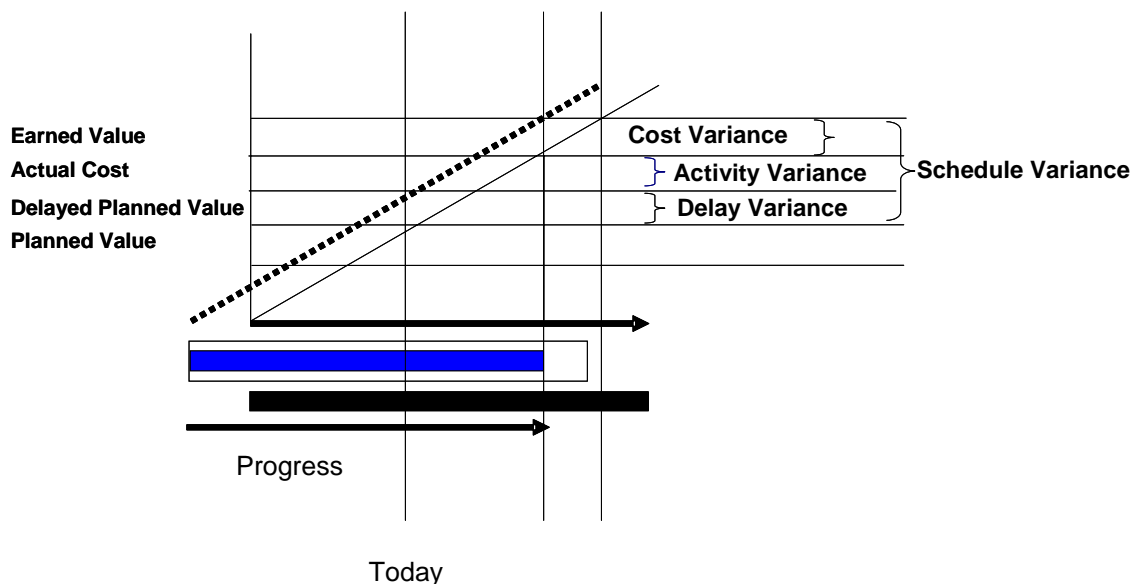 Earned Value
Actual Cost
Delayed Planned Value
Planned Value
Cost Variance
Activity Variance
Delay Variance
Schedule Variance
Progress
Today